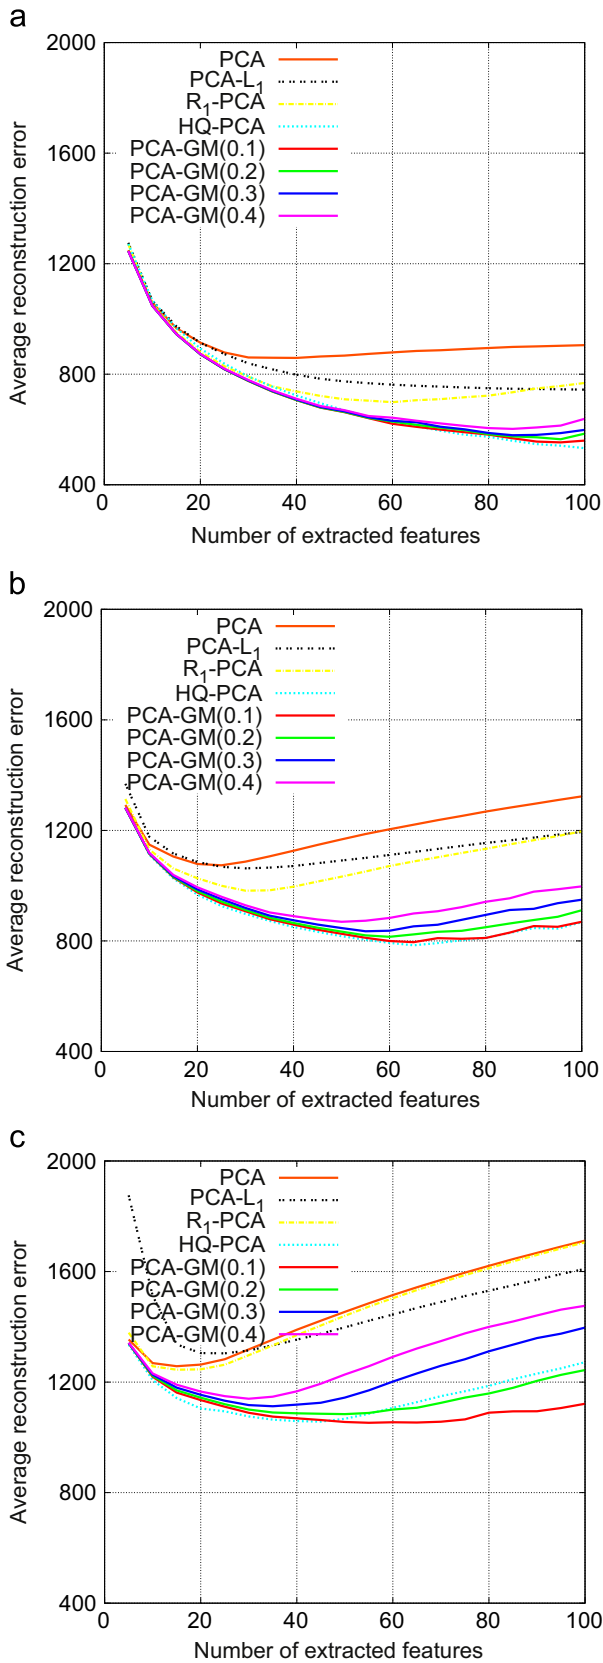 a
2000
1600
1200
800
400
0
20
40
60
80
100
Average reconstruction error
Number of extracted features
PCA
PCA-L1
R1-PCA
HQ-PCA
PCA-GM(0.1)
PCA-GM(0.2)
PCA-GM(0.3)
PCA-GM(0.4)
b
2000
1600
1200
800
400
0
20
40
60
80
100
Average reconstruction error
Number of extracted features
PCA
PCA-L1
R1-PCA
HQ-PCA
PCA-GM(0.1)
PCA-GM(0.2)
PCA-GM(0.3)
PCA-GM(0.4)
c
2000
1600
1200
800
400
0
20
40
60
80
100
Average reconstruction error
Number of extracted features
PCA
PCA-L1
R1-PCA
HQ-PCA
PCA-GM(0.1)
PCA-GM(0.2)
PCA-GM(0.3)
PCA-GM(0.4)